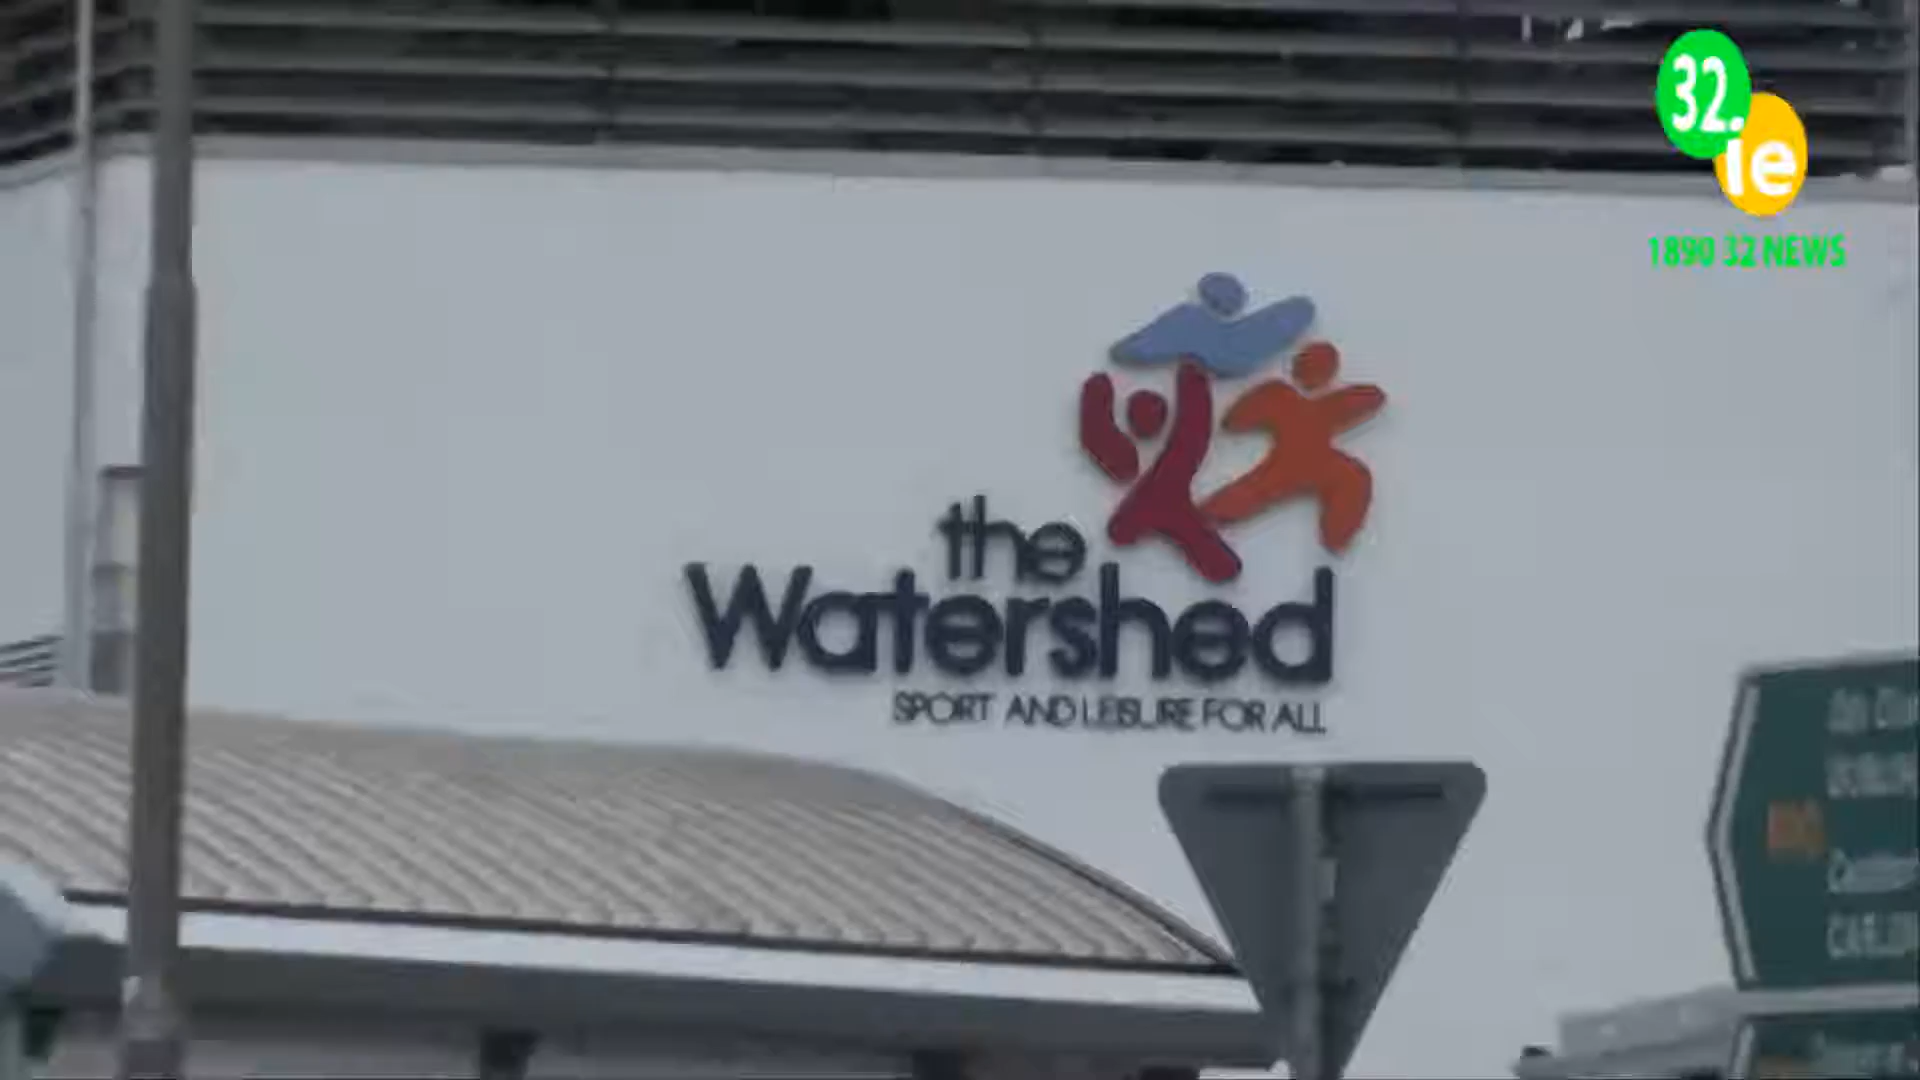 32.
ie
1890 32 NEWS
the
Watershed
SPORT AND LEISURE FOR ALL